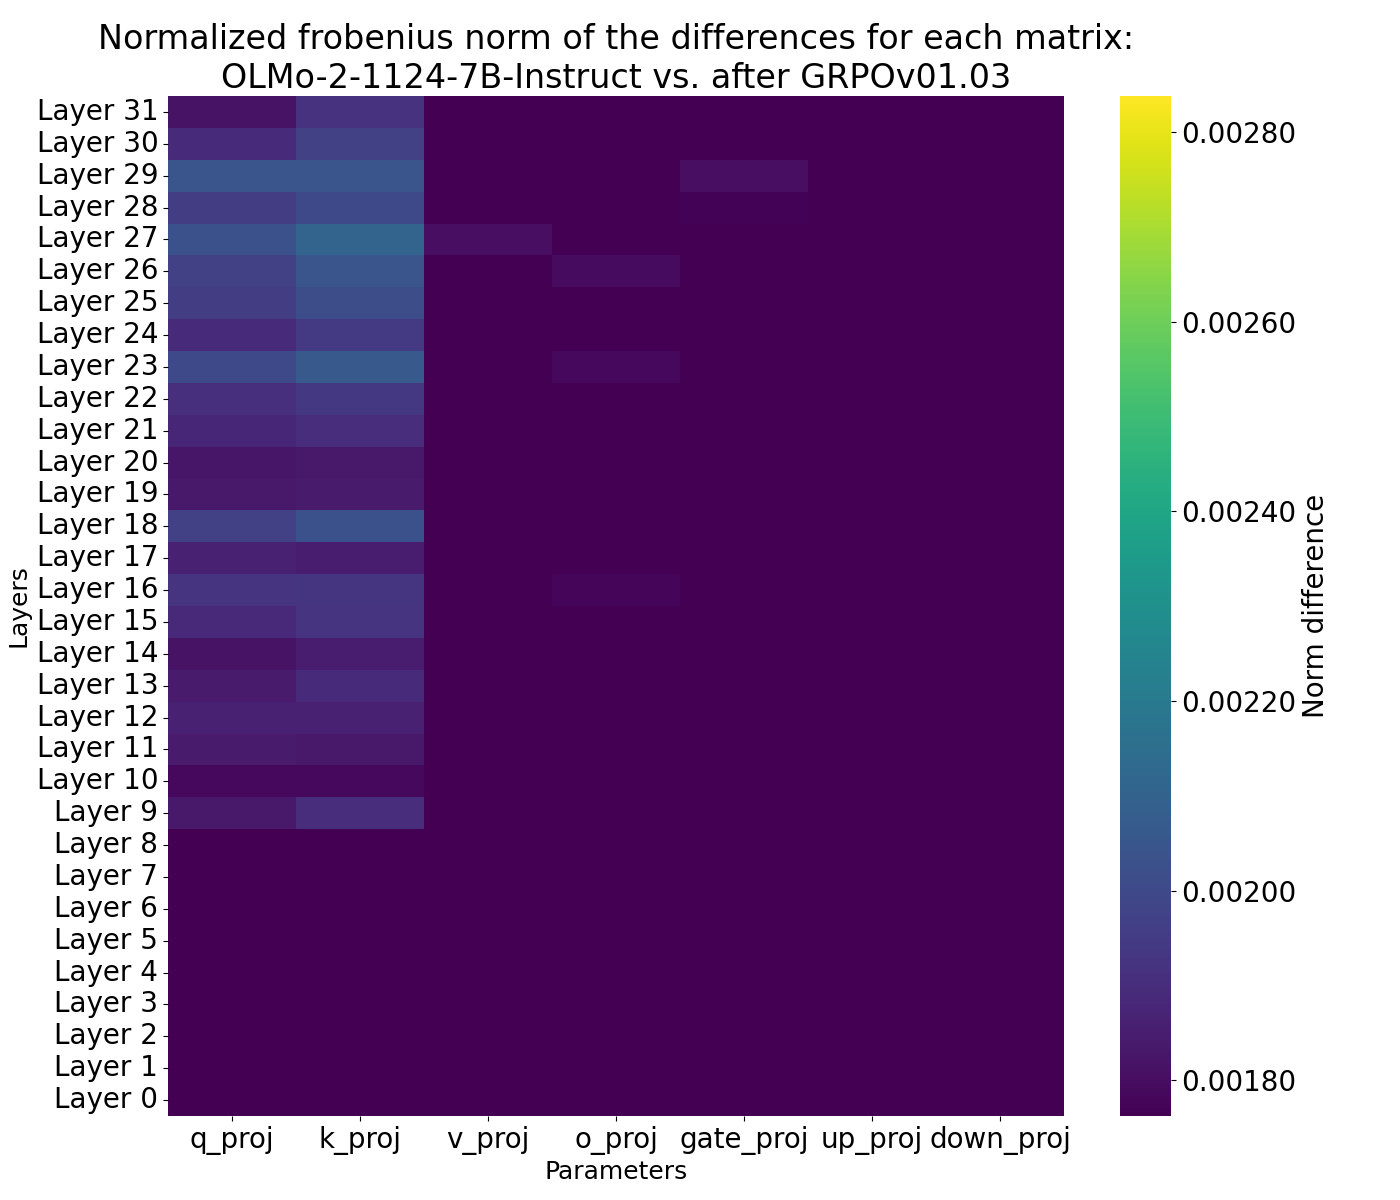 Normalized frobenius norm of the differences for each matrix:
OLMo-2-1124-7B-Instruct vs. after GRPOv01.03
Layer 31
Layer 30
Layer 29
Layer 28
Layer 27
Layer 26
Layer 25
Layer 24
Layer 23
Layer 22
Layer 21
Layer 20
Layer 19
Layer 18
Layer 17
Layer 16
Layer 15
Layer 14
Layer 13
Layer 12
Layer 11
Layer 10
Layer 9
Layer 8
Layer 7
Layer 6
Layer 5
Layer 4
Layer 3
Layer 2
Layer 1
Layer 0
Layers
q_proj k_proj v_proj o_proj gate_proj up_proj down_proj
Parameters
0.00280
0.00260
0.00240
0.00220
0.00200
0.00180
Norm difference